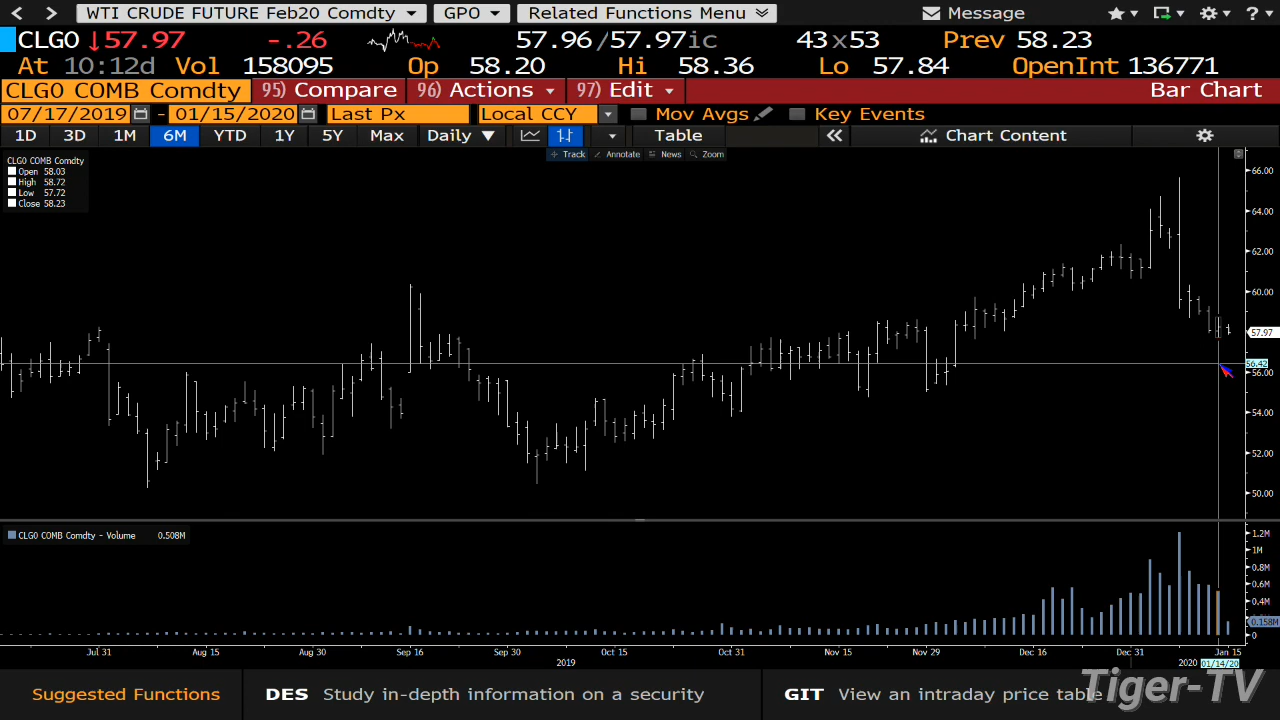 WTI CRUDE FUTURE Feb20 Comdty GPO Related Functions Menu Message ?
CLG0 ↓57.97 -.26 57.96/57.97ic 43x53 Prev 58.23
At 10:12d Vol 158095 Op 58.20 Hi 58.36 Lo 57.84 OpenInt 136771
CLG0 COMB Comdty 95) Compare 96) Actions 97) Edit Bar Chart
07/17/2019 - 01/15/2020 Last Px Local CCY Mov Avgs Key Events
1D 3D 1M 6M YTD 1Y 5Y Max Daily ▼ Table « Chart Content
Track Annotate News Zoom
CLG0 COMB Comdty
Open 58.03
High 58.72
Low 57.72
Close 58.23
66.00
64.00
62.00
60.00
57.97
56.42
56.00
54.00
52.00
50.00
CLG0 COMB Comdty - Volume 0.508M
1.2M
1M
0.8M
0.6M
0.4M
0.158M
0
Jul 31 Aug 15 Aug 30 Sep 16 Sep 30 Oct 15 Oct 31 Nov 15 Nov 29 Dec 16 Dec 31 Jan 15
2019 2020 01/14/20
Suggested Functions DES Study in-depth information on a security GIT View an intraday price table
Tiger-TV